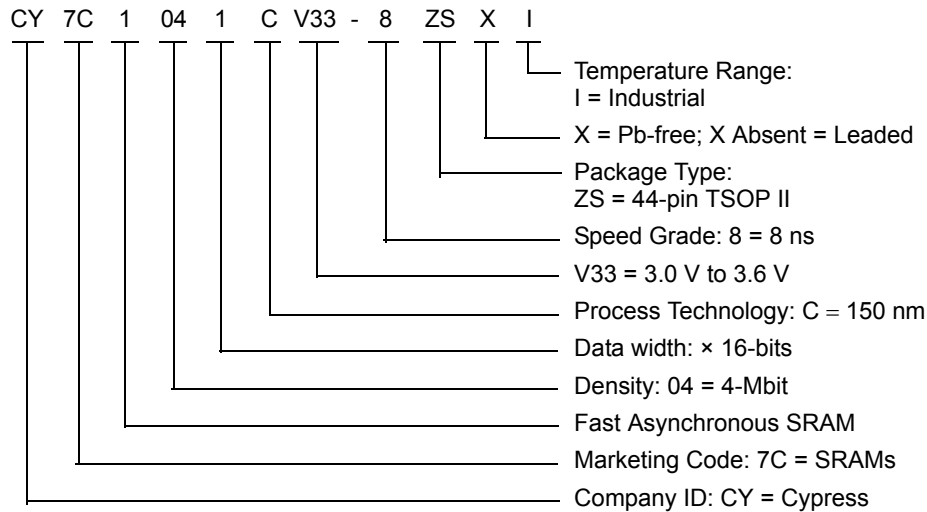 CY 7C 1 04 1 C V33 - 8 ZS X I
Temperature Range:
I = Industrial
X = Pb-free; X Absent = Leaded
Package Type:
ZS = 44-pin TSOP II
Speed Grade: 8 = 8 ns
V33 = 3.0 V to 3.6 V
Process Technology: C = 150 nm
Data width: × 16-bits
Density: 04 = 4-Mbit
Fast Asynchronous SRAM
Marketing Code: 7C = SRAMs
Company ID: CY = Cypress